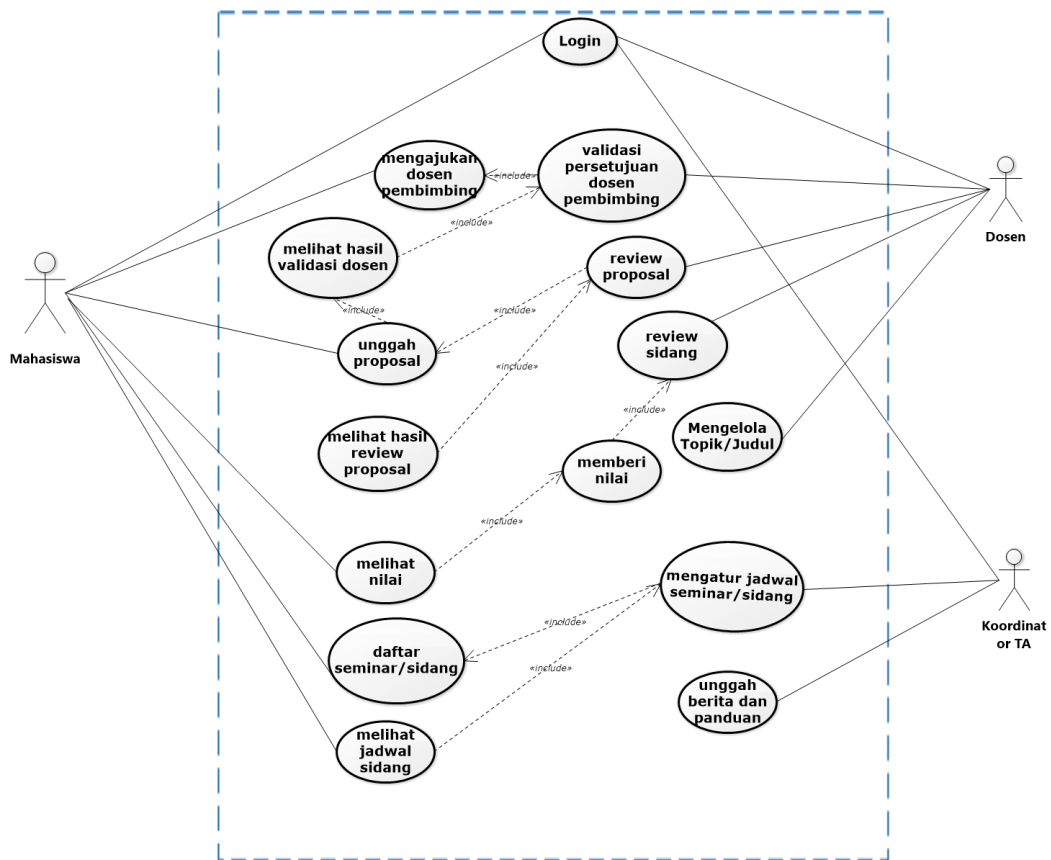 Login
mengajukan
dosen
pembimbing
«include»
validasi
persetujuan
dosen
pembimbing
«include»
Dosen
melihat hasil
validasi dosen
review
proposal
Mahasiswa
«include»
«include»
unggah
proposal
review
sidang
«include»
«include»
melihat hasil
review
proposal
Mengelola
Topik/Judul
memberi
nilai
«include»
melihat
nilai
mengatur jadwal
seminar/sidang
Koordinat
or TA
«include»
daftar
seminar/sidang
«include»
unggah
berita dan
panduan
melihat
jadwal
sidang